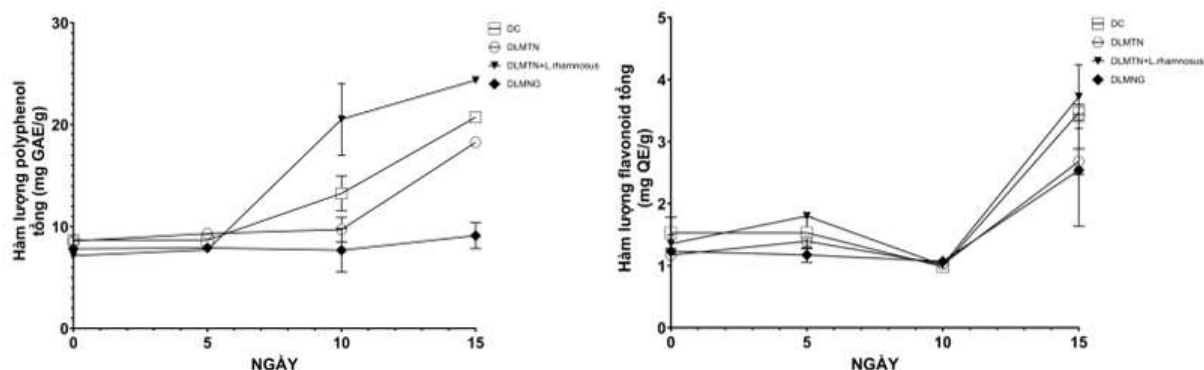 Hàm lượng polyphenol
tổng (mg GAE/g)
30
20
10
0
0
5
10
15
NGÀY
DC
DLMTN
DLMTN+L.rhamnosus
DLMNG
Hàm lượng flavonoid tổng
(mg QE/g)
5
4
3
2
1
0
0
5
10
15
NGÀY
DC
DLMTN
DLMTN+L.rhamnosus
DLMNG